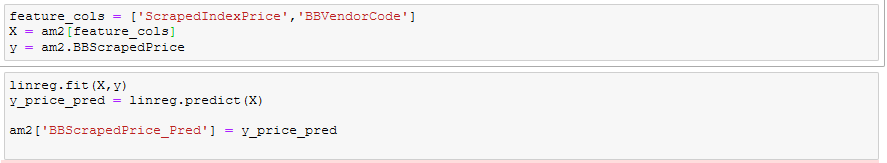 feature_cols = ['ScrapedIndexPrice','BBVendorCode']
X = am2[feature_cols]
y = am2.BBScrapedPrice
linreg.fit(X,y)
y_price_pred = linreg.predict(X)
am2['BBScrapedPrice_Pred'] = y_price_pred